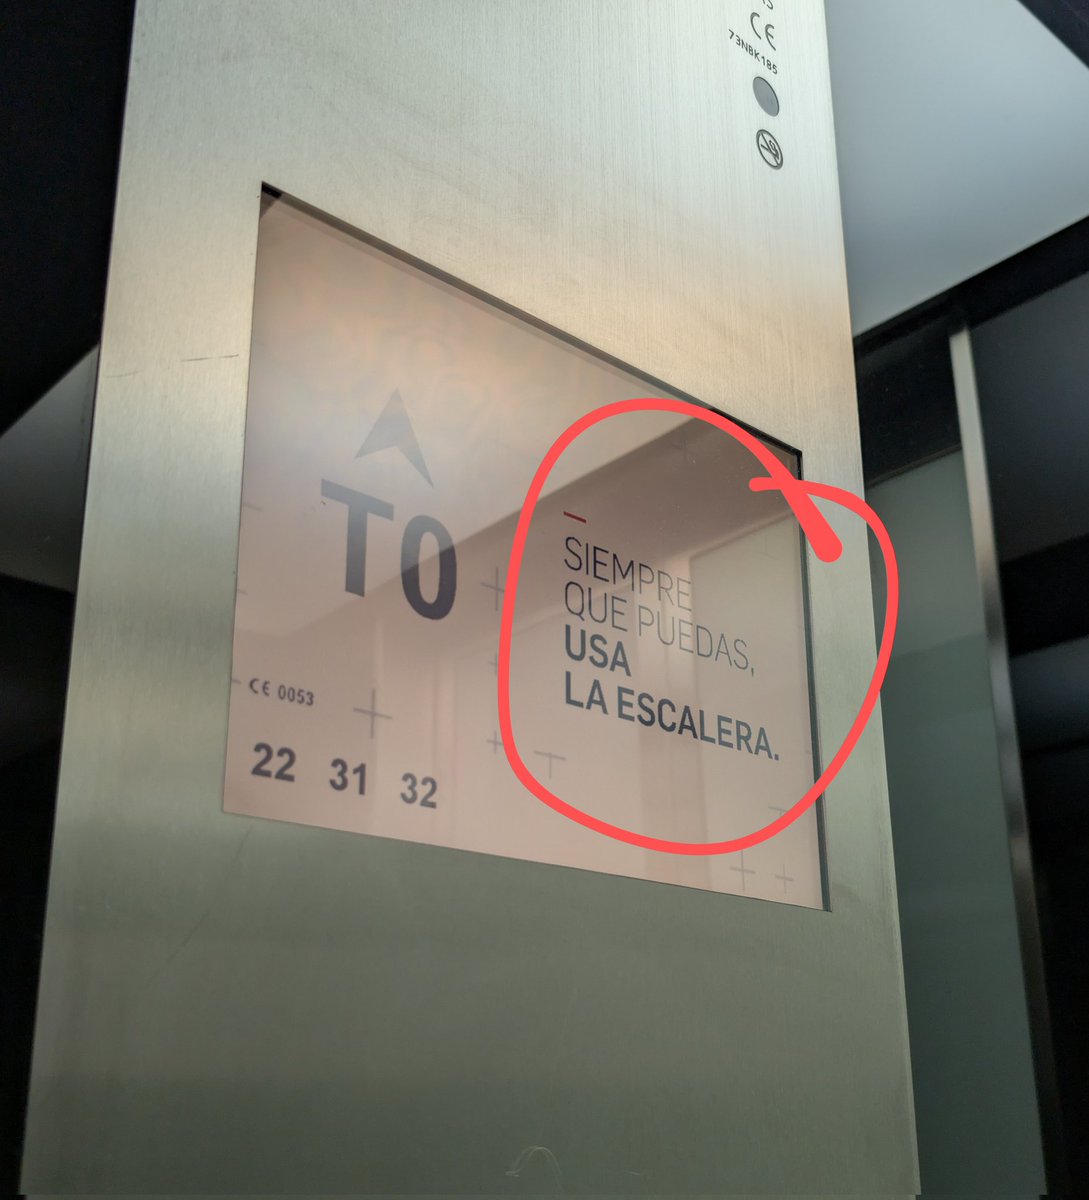 CE
73NBK185
T0
SIEMPRE
QUE PUEDAS,
USA
LA ESCALERA.
CE 0053
22 31 32